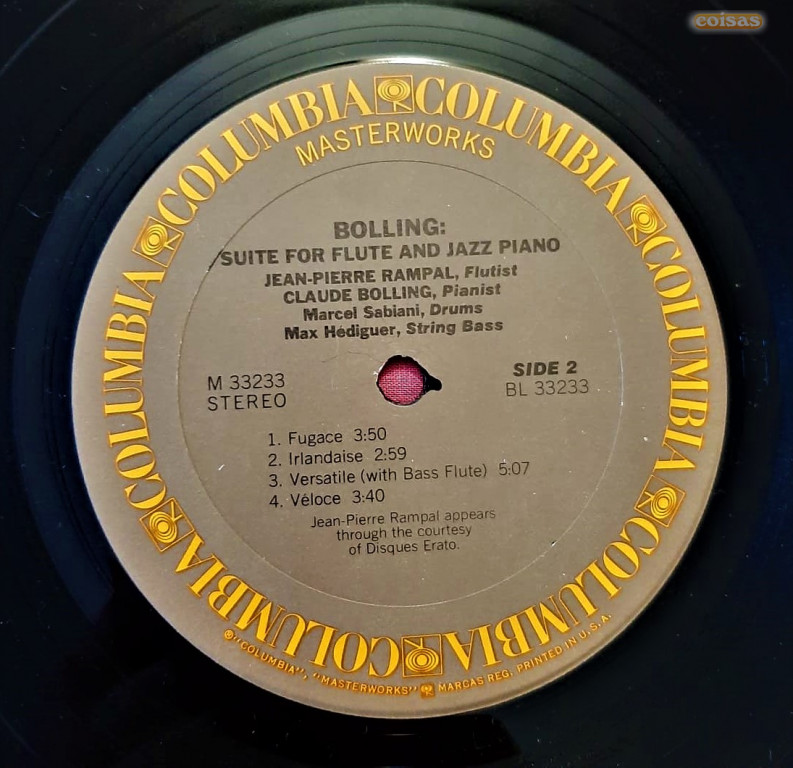 coisas
COLUMBIA COLUMBIA COLUMBIA COLUMBIA COLUMBIA COLUMBIA COLUMBIA COLUMBIA
MASTERWORKS
BOLLING:
SUITE FOR FLUTE AND JAZZ PIANO
JEAN-PIERRE RAMPAL, Flutist
CLAUDE BOLLING, Pianist
Marcel Sabiani, Drums
Max Hédiguer, String Bass
M 33233
STEREO
SIDE 2
BL 33233
1. Fugace 3:50
2. Irlandaise 2:59
3. Versatile (with Bass Flute) 5:07
4. Véloce 3:40
Jean-Pierre Rampal appears
through the courtesy
of Disques Erato.
®"COLUMBIA", "MASTERWORKS" MARCAS REG. PRINTED IN U.S.A.